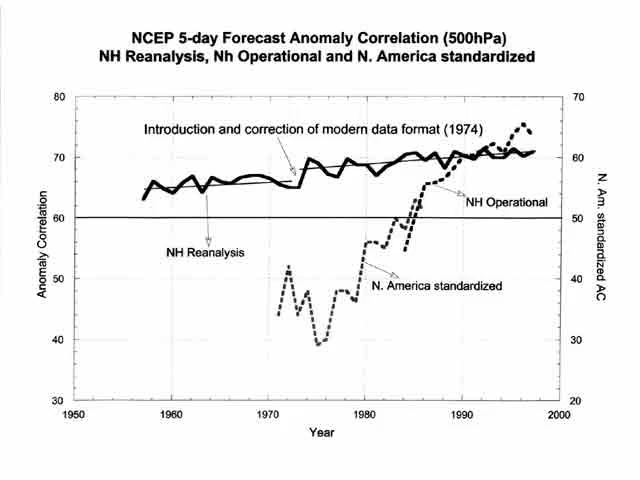 NCEP 5-day Forecast Anomaly Correlation (500hPa)
NH Reanalysis, Nh Operational and N. America standardized
80
70
60
50
40
30
Anomaly Correlation
Introduction and correction of modern data format (1974)
NH Reanalysis
NH Operational
N. America standardized
70
60
50
40
30
20
N. Am. standardized AC
1950
1960
1970
1980
1990
2000
Year